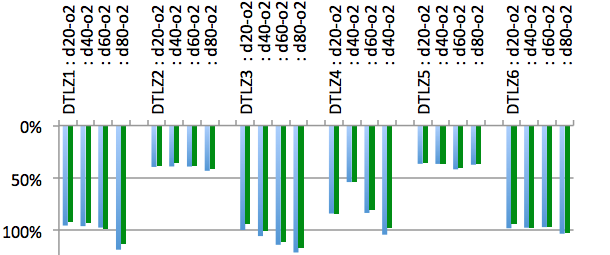 DTLZ1 : d20-o2
: d40-o2
: d60-o2
: d80-o2
DTLZ2 : d20-o2
: d40-o2
: d60-o2
: d80-o2
DTLZ3 : d20-o2
: d40-o2
: d60-o2
: d80-o2
DTLZ4 : d20-o2
: d40-o2
: d60-o2
: d40-o2
DTLZ5 : d20-o2
: d40-o2
: d60-o2
: d80-o2
DTLZ6 : d20-o2
: d40-o2
: d60-o2
: d80-o2
0%
50%
100%